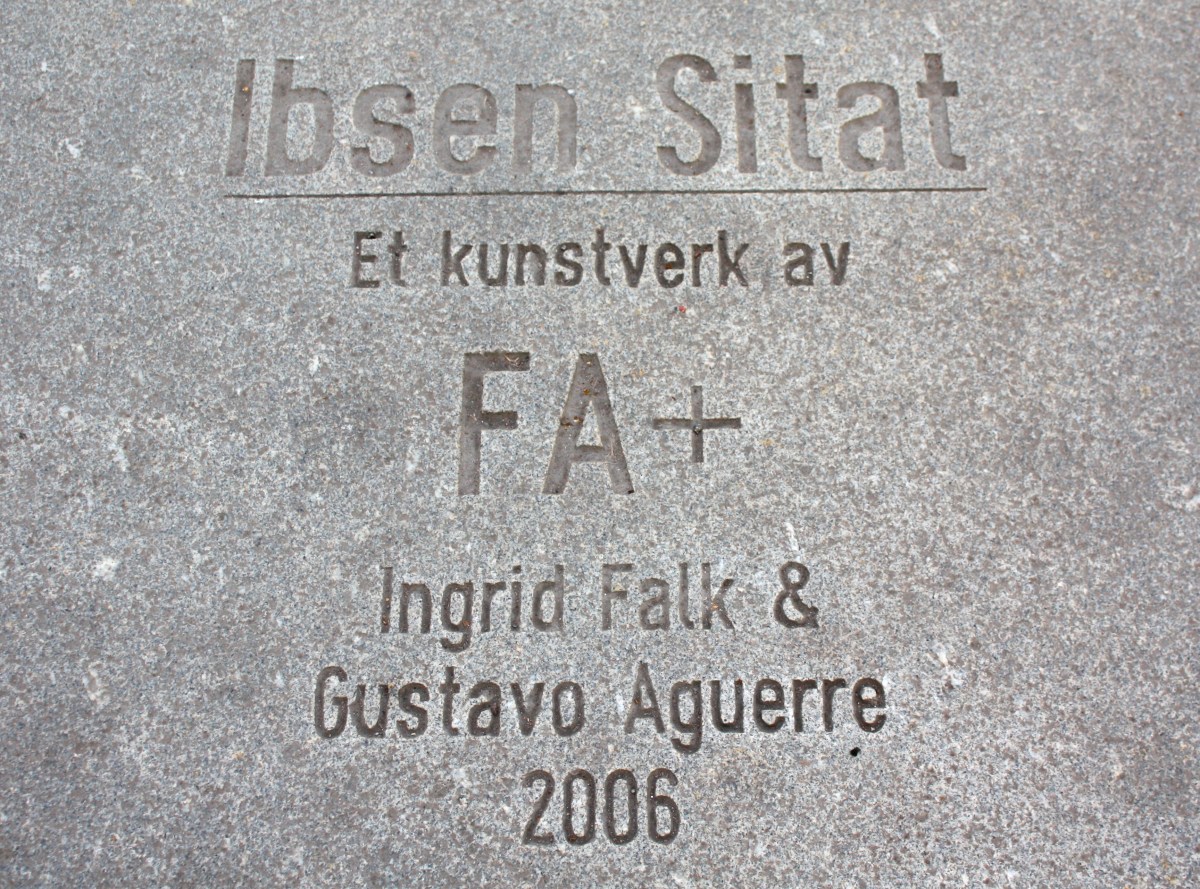 Ibsen Sitat
Et kunstverk av
FA+
Ingrid Falk &
Gustavo Aguerre
2006